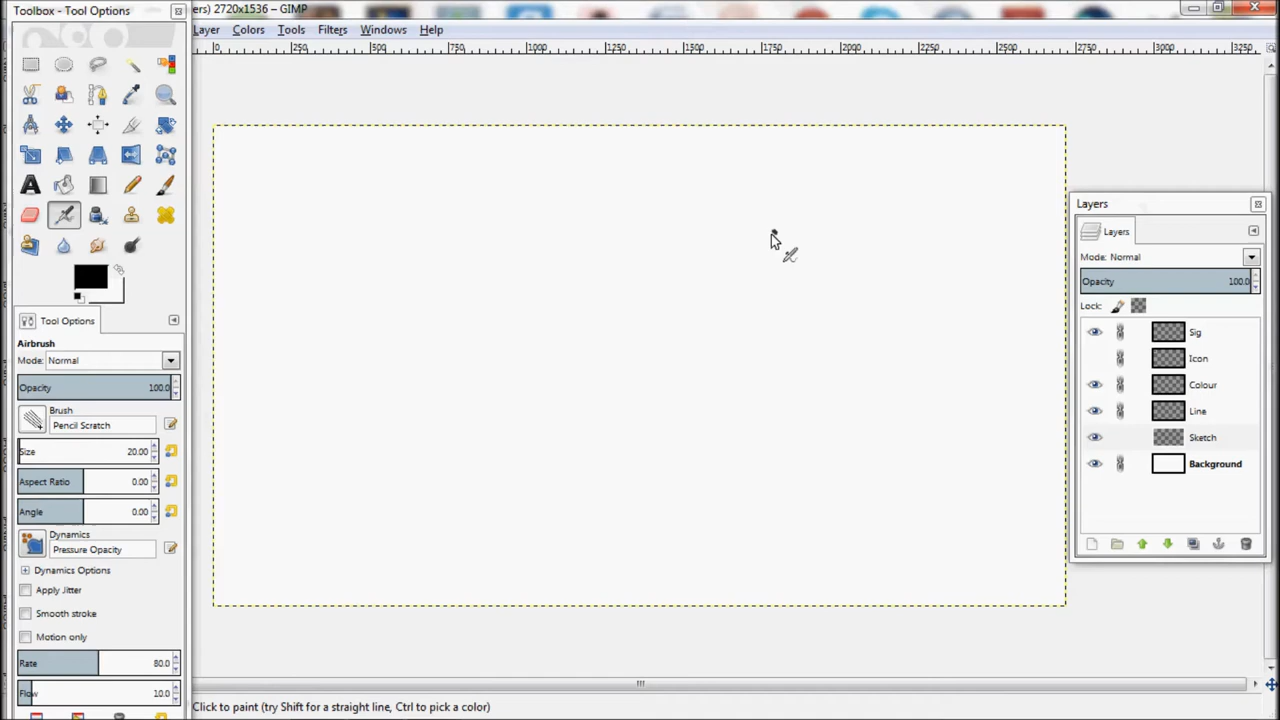 Toolbox - Tool Options
ers) 2720x1536 – GIMP
Layer Colors Tools Filters Windows Help
0 250 500 750 1000 1250 1500 1750 2000 2250 2500 2750 3000 3250
Layers
Layers
Mode: Normal
Opacity 100.0
Lock:
Sig
Icon
Colour
Line
Sketch
Background
Tool Options
Airbrush
Mode: Normal
Opacity 100.0
Brush
Pencil Scratch
Size 20.00
Aspect Ratio 0.00
Angle 0.00
Dynamics
Pressure Opacity
Dynamics Options
Apply Jitter
Smooth stroke
Motion only
Rate 80.0
Flow 10.0
Click to paint (try Shift for a straight line, Ctrl to pick a color)